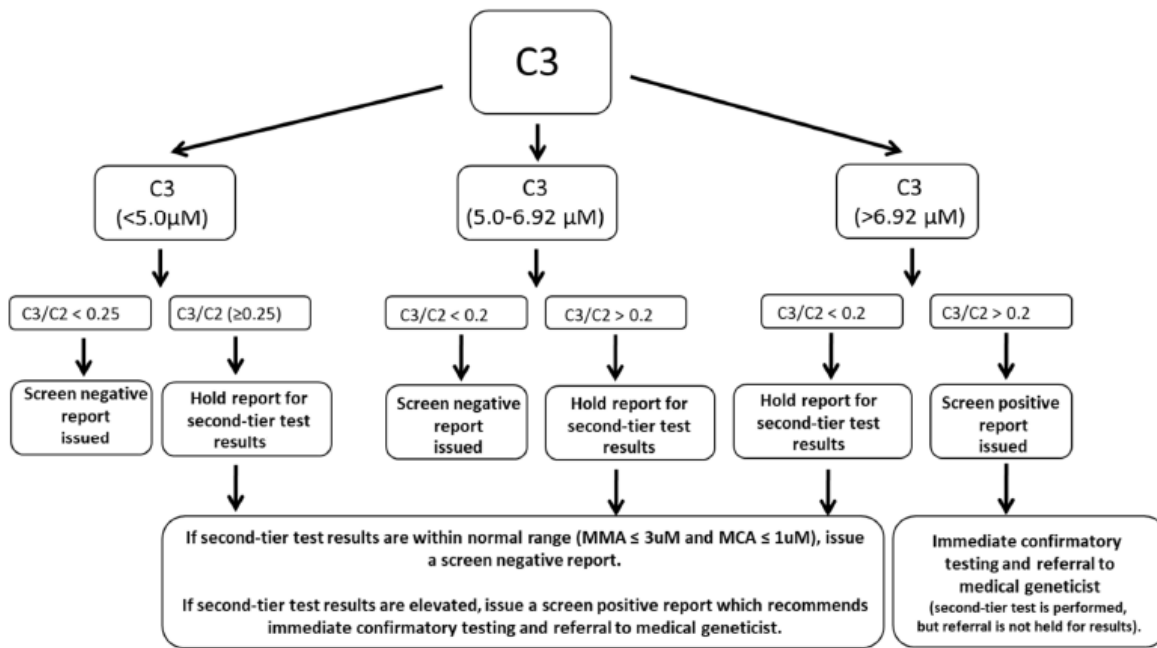 C3
C3
(<5.0μM)
C3
(5.0-6.92 μM)
C3
(>6.92 μM)
C3/C2 < 0.25
C3/C2 (≥0.25)
C3/C2 < 0.2
C3/C2 > 0.2
C3/C2 < 0.2
C3/C2 > 0.2
Screen negative
report
issued
Hold report for
second-tier test
results
Screen negative
report
issued
Hold report for
second-tier test
results
Hold report for
second-tier test
results
Screen positive
report
issued
If second-tier test results are within normal range (MMA ≤ 3uM and MCA ≤ 1uM), issue
a screen negative report.
If second-tier test results are elevated, issue a screen positive report which recommends
immediate confirmatory testing and referral to medical geneticist.
Immediate confirmatory
testing and referral to
medical geneticist
(second-tier test is performed,
but referral is not held for results).